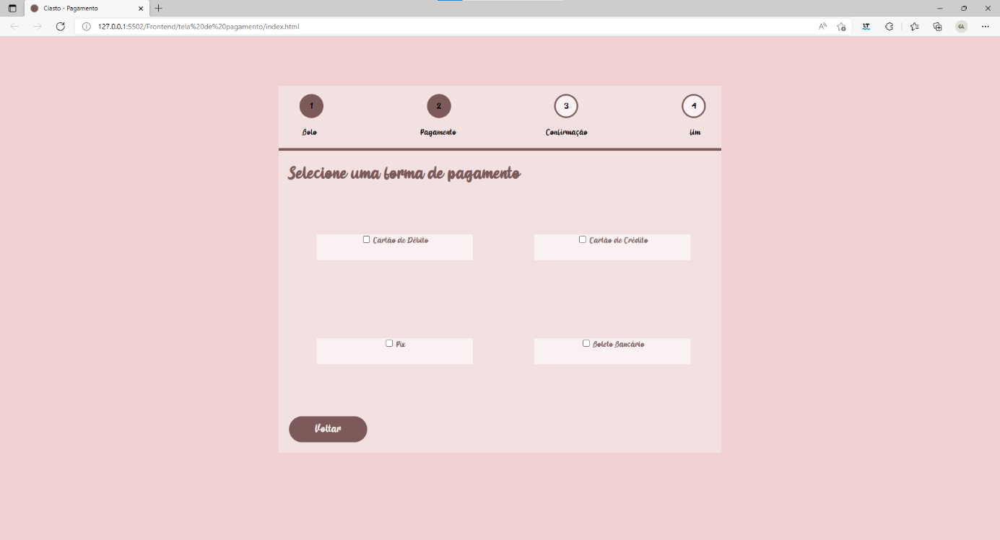 Ciasto - Pagamento
127.0.0.1:5502/Frontend/tela%20de%20pagamento/index.html
A
LT
GL
1
2
3
4
Bolo
Pagamento
Confirmação
fim
Selecione uma forma de pagamento
Cartão de Débito
Cartão de Crédito
Pix
Boleto Bancário
Voltar